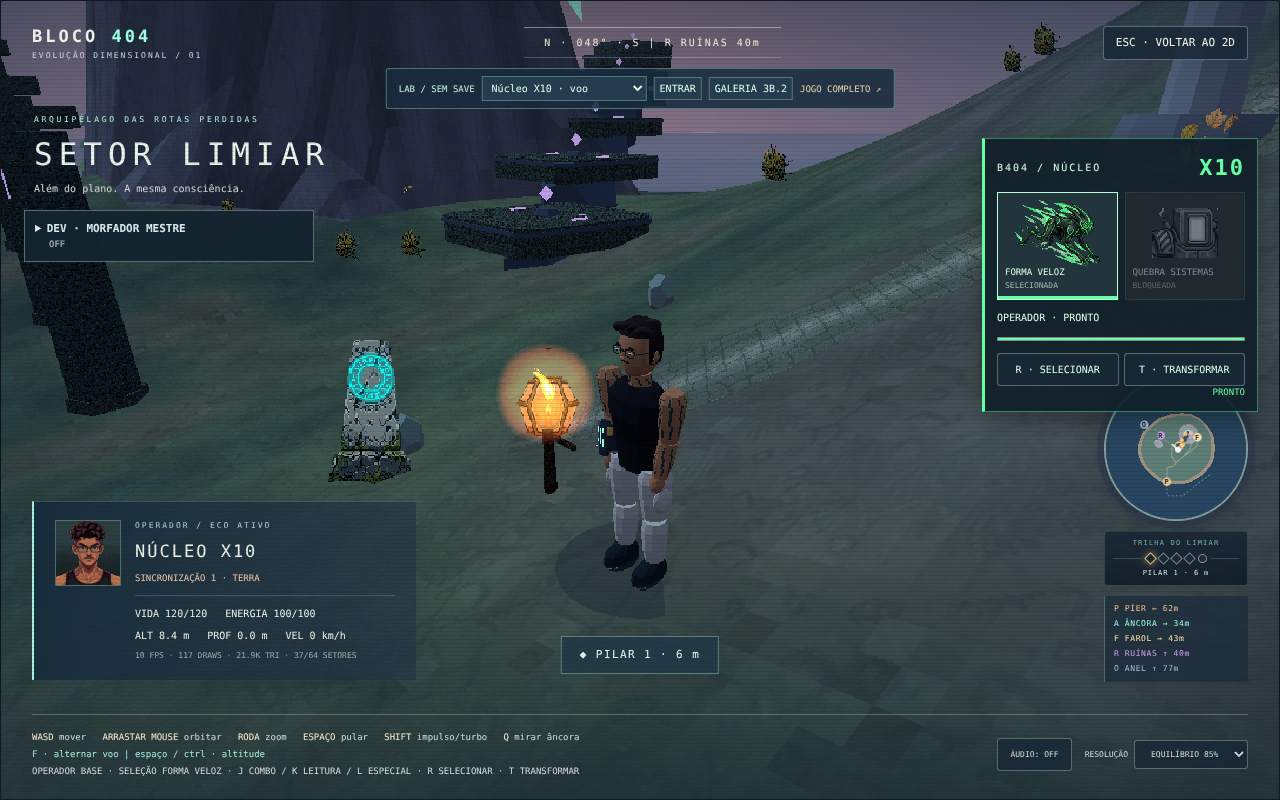 BLOCO 404
EVOLUÇÃO DIMENSIONAL / 01
N · 048° · S | R RUÍNAS 40m
ESC · VOLTAR AO 2D
LAB / SEM SAVE
Núcleo X10 · voo
ENTRAR
GALERIA 3B.2
JOGO COMPLETO ↗
ARQUIPÉLAGO DAS ROTAS PERDIDAS
SETOR LIMIAR
Além do plano. A mesma consciência.
▶ DEV · MORFADOR MESTRE
OFF
B404 / NÚCLEO
X10
FORMA VELOZ
SELECIONADA
QUEBRA SISTEMAS
BLOQUEADA
OPERADOR · PRONTO
R · SELECIONAR
T · TRANSFORMAR
PRONTO
O
R
F
P
TRILHA DO LIMIAR
PILAR 1 · 6 m
P PÍER ← 62m
A ÂNCORA → 34m
F FAROL → 43m
R RUÍNAS ↑ 40m
O ANEL ↑ 77m
OPERADOR / ECO ATIVO
NÚCLEO X10
SINCRONIZAÇÃO 1 · TERRA
VIDA 120/120 ENERGIA 100/100
ALT 8.4 m PROF 0.0 m VEL 0 km/h
10 FPS · 117 DRAWS · 21.9K TRI · 37/64 SETORES
◆ PILAR 1 · 6 m
WASD mover ARRASTAR MOUSE orbitar RODA zoom ESPAÇO pular SHIFT impulso/turbo Q mirar âncora
F · alternar voo | espaço / ctrl · altitude
OPERADOR BASE · SELEÇÃO FORMA VELOZ · J COMBO / K LEITURA / L ESPECIAL · R SELECIONAR · T TRANSFORMAR
ÁUDIO: OFF
RESOLUÇÃO
EQUILÍBRIO 85%